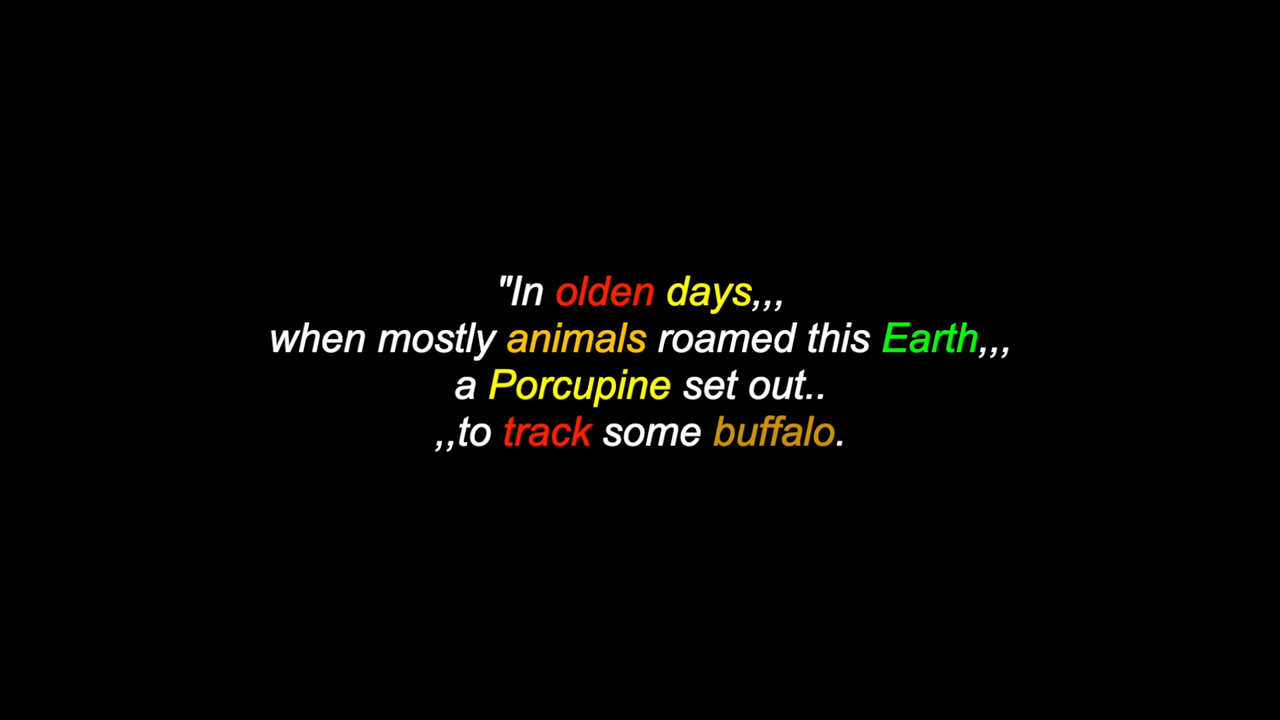 "In olden days,,,
when mostly animals roamed this Earth,,,
a Porcupine set out..
,,to track some buffalo.